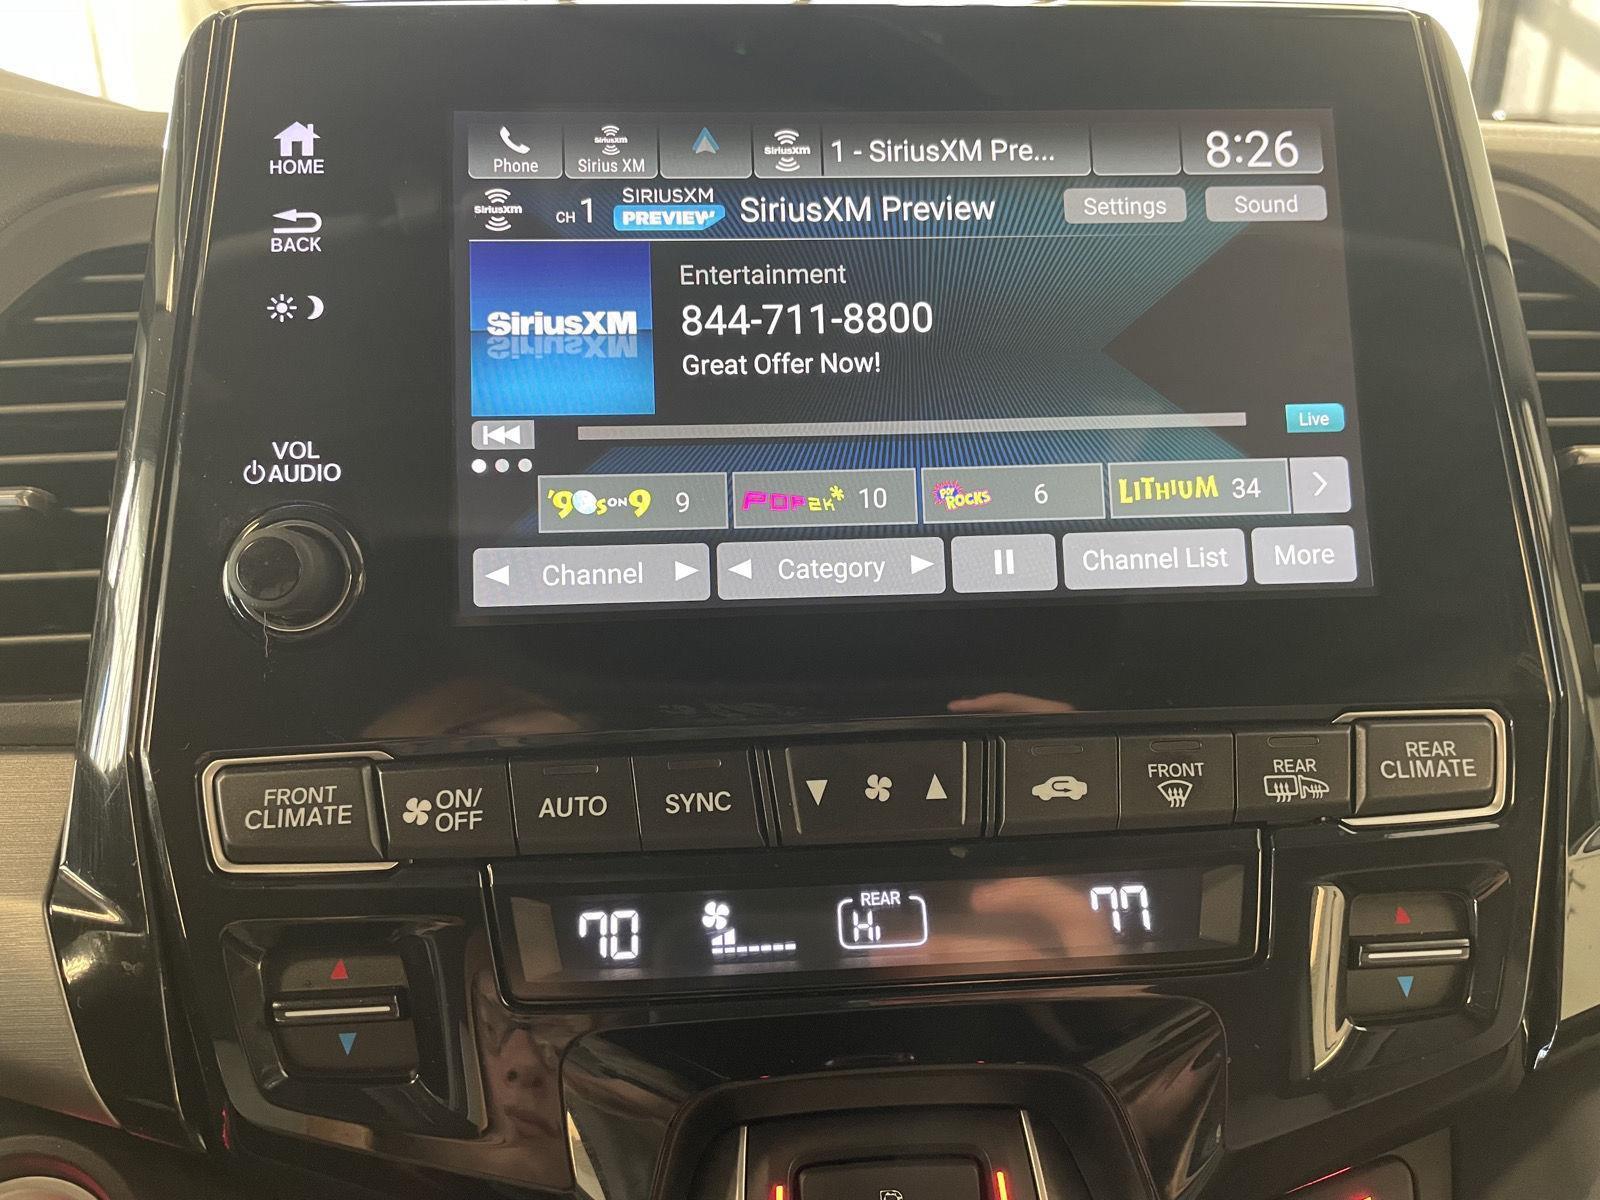 HOME
BACK
VOL
AUDIO
Phone
SiriusXM
Sirius XM
SiriusXM
1 - SiriusXM Pre...
8:26
SiriusXM
CH 1
SIRIUSXM
PREVIEW
SiriusXM Preview
Settings
Sound
SiriusXM
Entertainment
844-711-8800
Great Offer Now!
Live
'90s ON 9 9
POP2K* 10
POP ROCKS 6
LiTHiUM 34
Channel
Category
Channel List
More
FRONT
CLIMATE
ON/
OFF
AUTO
SYNC
FRONT
REAR
REAR
CLIMATE
70
REAR
Hi
77